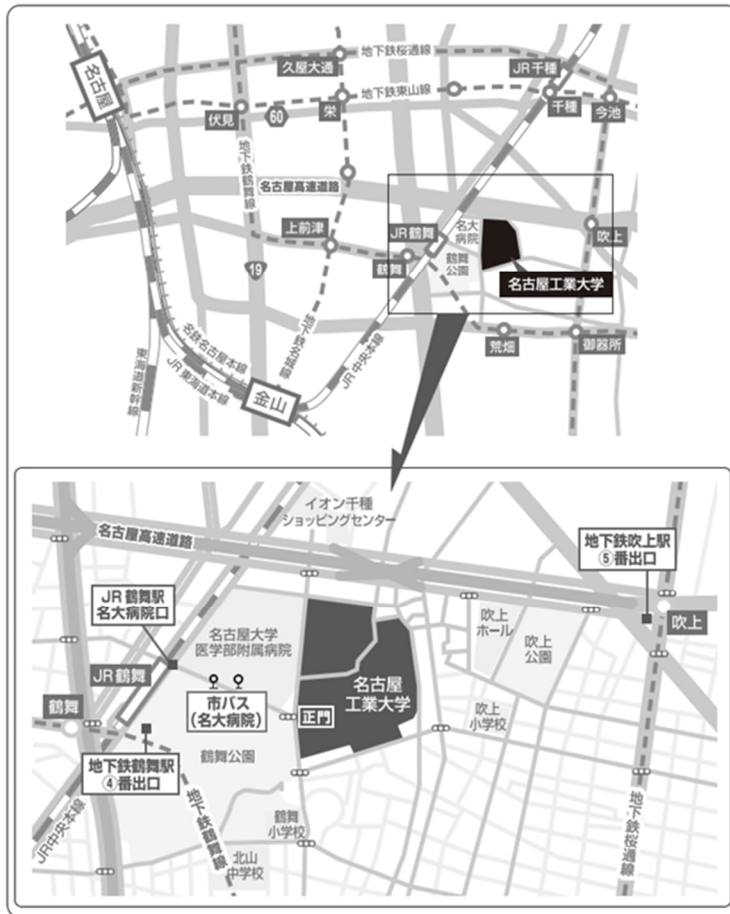 地下鉄桜通線
久屋大通
JR千種
名古屋
地下鉄東山線
伏見
60
栄
千種
今池
地下鉄鶴舞線
名古屋高速道路
上前津
JR鶴舞
名大
病院
吹上
鶴舞
鶴舞
公園
名古屋工業大学
19
地下鉄名城線
名鉄名古屋本線
JR東海道本線
東海道新幹線
JR中央本線
荒畑
御器所
金山
イオン千種
ショッピングセンター
名古屋高速道路
地下鉄吹上駅
⑤番出口
JR鶴舞駅
名大病院口
名古屋大学
医学部附属病院
吹上
ホール
吹上
公園
吹上
JR鶴舞
名古屋
工業大学
鶴舞
市バス
(名大病院)
正門
吹上
小学校
地下鉄鶴舞駅
④番出口
鶴舞公園
JR中央本線
地下鉄鶴舞線
鶴舞
小学校
北山
中学校
地下鉄桜通線